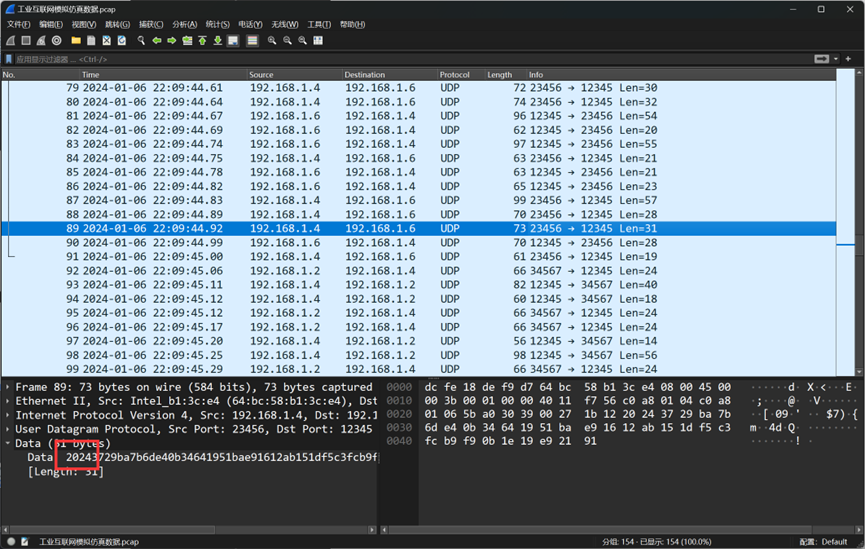 工业互联网模拟仿真数据.pcap
文件(F) 编辑(E) 视图(V) 跳转(G) 捕获(C) 分析(A) 统计(S) 电话(Y) 无线(W) 工具(T) 帮助(H)
应用显示过滤器 … <Ctrl-/>
No. Time Source Destination Protocol Length Info
79 2024-01-06 22:09:44.61 192.168.1.4 192.168.1.6 UDP 72 23456 → 12345 Len=30
80 2024-01-06 22:09:44.64 192.168.1.4 192.168.1.6 UDP 74 23456 → 12345 Len=32
81 2024-01-06 22:09:44.67 192.168.1.6 192.168.1.4 UDP 96 12345 → 23456 Len=54
82 2024-01-06 22:09:44.69 192.168.1.6 192.168.1.4 UDP 62 12345 → 23456 Len=20
83 2024-01-06 22:09:44.74 192.168.1.6 192.168.1.4 UDP 97 12345 → 23456 Len=55
84 2024-01-06 22:09:44.75 192.168.1.4 192.168.1.6 UDP 63 23456 → 12345 Len=21
85 2024-01-06 22:09:44.78 192.168.1.6 192.168.1.4 UDP 63 12345 → 23456 Len=21
86 2024-01-06 22:09:44.82 192.168.1.4 192.168.1.6 UDP 65 23456 → 12345 Len=23
87 2024-01-06 22:09:44.83 192.168.1.4 192.168.1.6 UDP 99 23456 → 12345 Len=57
88 2024-01-06 22:09:44.89 192.168.1.4 192.168.1.6 UDP 70 23456 → 12345 Len=28
89 2024-01-06 22:09:44.92 192.168.1.4 192.168.1.6 UDP 73 23456 → 12345 Len=31
90 2024-01-06 22:09:44.99 192.168.1.6 192.168.1.4 UDP 70 12345 → 23456 Len=28
91 2024-01-06 22:09:45.00 192.168.1.4 192.168.1.6 UDP 61 23456 → 12345 Len=19
92 2024-01-06 22:09:45.06 192.168.1.2 192.168.1.4 UDP 66 34567 → 12345 Len=24
93 2024-01-06 22:09:45.11 192.168.1.4 192.168.1.2 UDP 82 12345 → 34567 Len=40
94 2024-01-06 22:09:45.12 192.168.1.4 192.168.1.2 UDP 60 12345 → 34567 Len=18
95 2024-01-06 22:09:45.12 192.168.1.4 192.168.1.2 UDP 66 12345 → 34567 Len=24
96 2024-01-06 22:09:45.17 192.168.1.4 192.168.1.2 UDP 66 12345 → 34567 Len=24
97 2024-01-06 22:09:45.20 192.168.1.2 192.168.1.4 UDP 56 34567 → 12345 Len=14
98 2024-01-06 22:09:45.25 192.168.1.4 192.168.1.2 UDP 98 12345 → 34567 Len=56
99 2024-01-06 22:09:45.29 192.168.1.2 192.168.1.4 UDP 66 34567 → 12345 Len=24
Frame 89: 73 bytes on wire (584 bits), 73 bytes captured
Ethernet II, Src: Intel_b1:3c:e4 (64:bc:58:b1:3c:e4), Dst
Internet Protocol Version 4, Src: 192.168.1.4, Dst: 192.1
User Datagram Protocol, Src Port: 23456, Dst Port: 12345
Data (31 bytes)
Data 20243729ba7b6de40b34641951bae91612ab151df5c3fcb9f
[Length: 31]
0000 dc fe 18 de f9 d7 64 bc 58 b1 3c e4 08 00 45 00 ······d· X·<···E·
0010 00 3b 00 01 00 00 40 11 f7 56 c0 a8 01 04 c0 a8 ·;····@· ·V······
0020 01 06 5b a0 30 39 00 27 1b 12 20 24 37 29 ba 7b ··[·09·' ·· $7)·{
0030 6d e4 0b 34 64 19 51 ba e9 16 12 ab 15 1d f5 c3 m··4d·Q· ········
0040 fc b9 f9 0b 1e 19 e9 21 91 ·······! ·
工业互联网模拟仿真数据.pcap 分组: 154 · 已显示: 154 (100.0%) 配置: Default